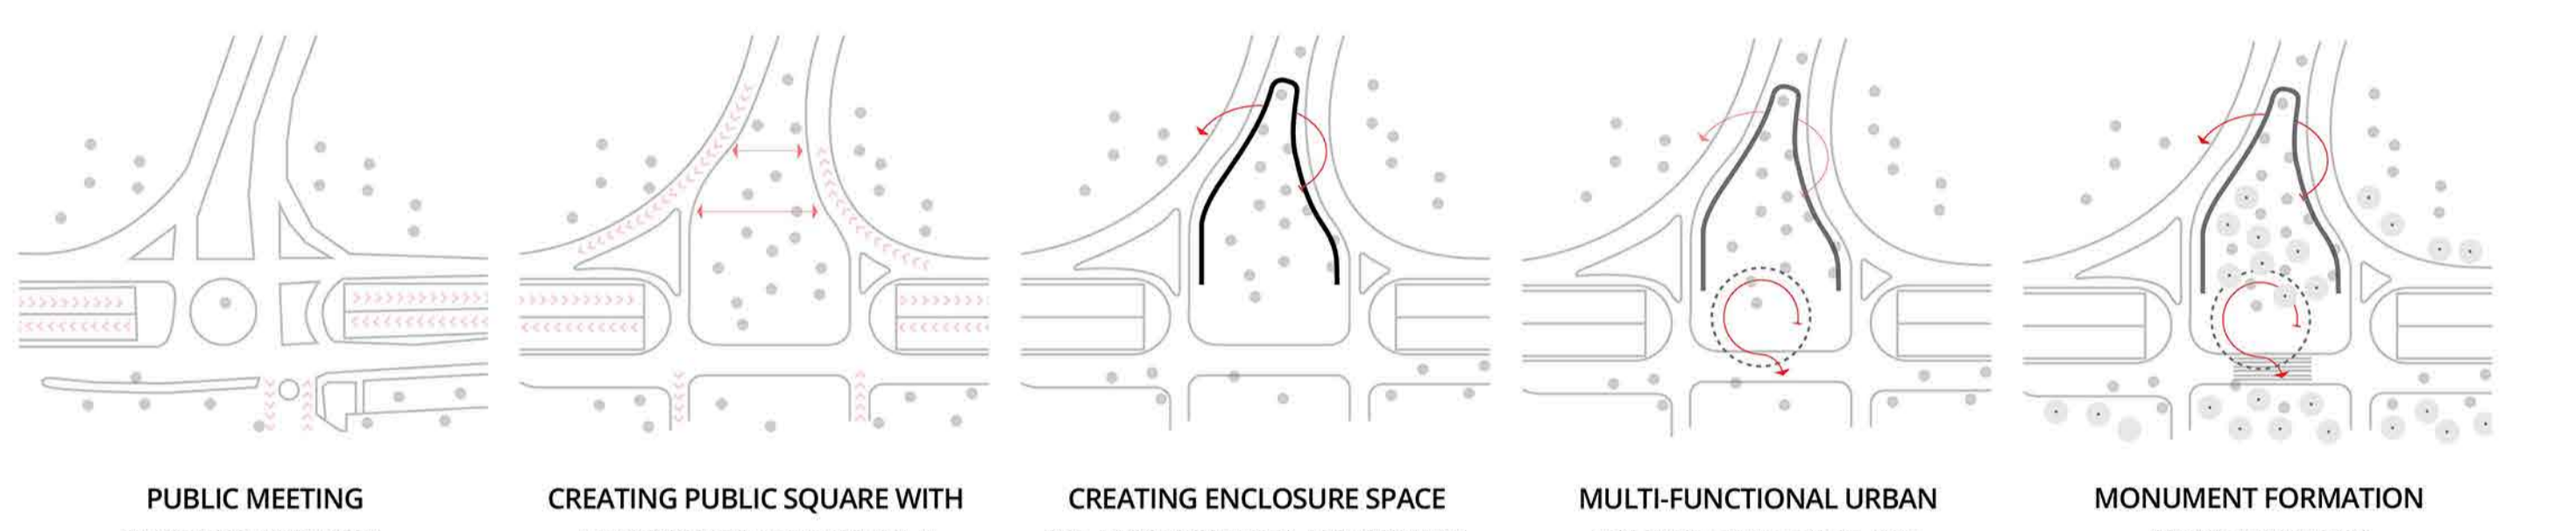 PUBLIC MEETING
CREATING PUBLIC SQUARE WITH
CREATING ENCLOSURE SPACE
MULTI-FUNCTIONAL URBAN
MONUMENT FORMATION